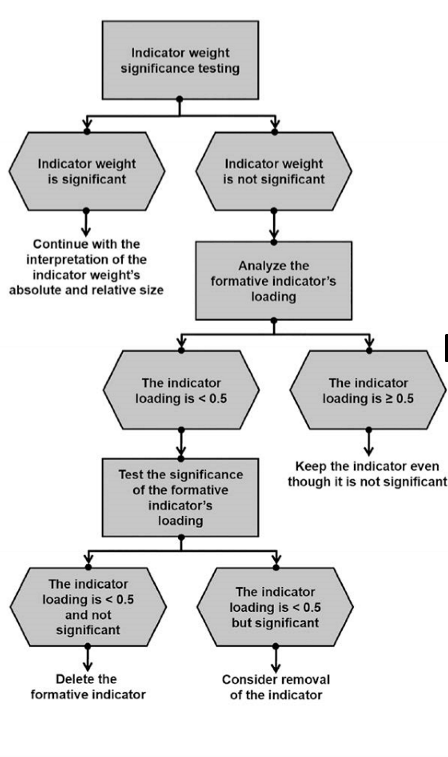 Indicator weight
significance testing
Indicator weight
is significant
Indicator weight
is not significant
Continue with the
interpretation of the
indicator weight's
absolute and relative size
Analyze the
formative indicator's
loading
The indicator
loading is < 0.5
The indicator
loading is ≥ 0.5
Test the significance
of the formative
indicator's
loading
Keep the indicator even
though it is not significant
The indicator
loading is < 0.5
and not
significant
The indicator
loading is < 0.5
but significant
Delete the
formative indicator
Consider removal
of the indicator